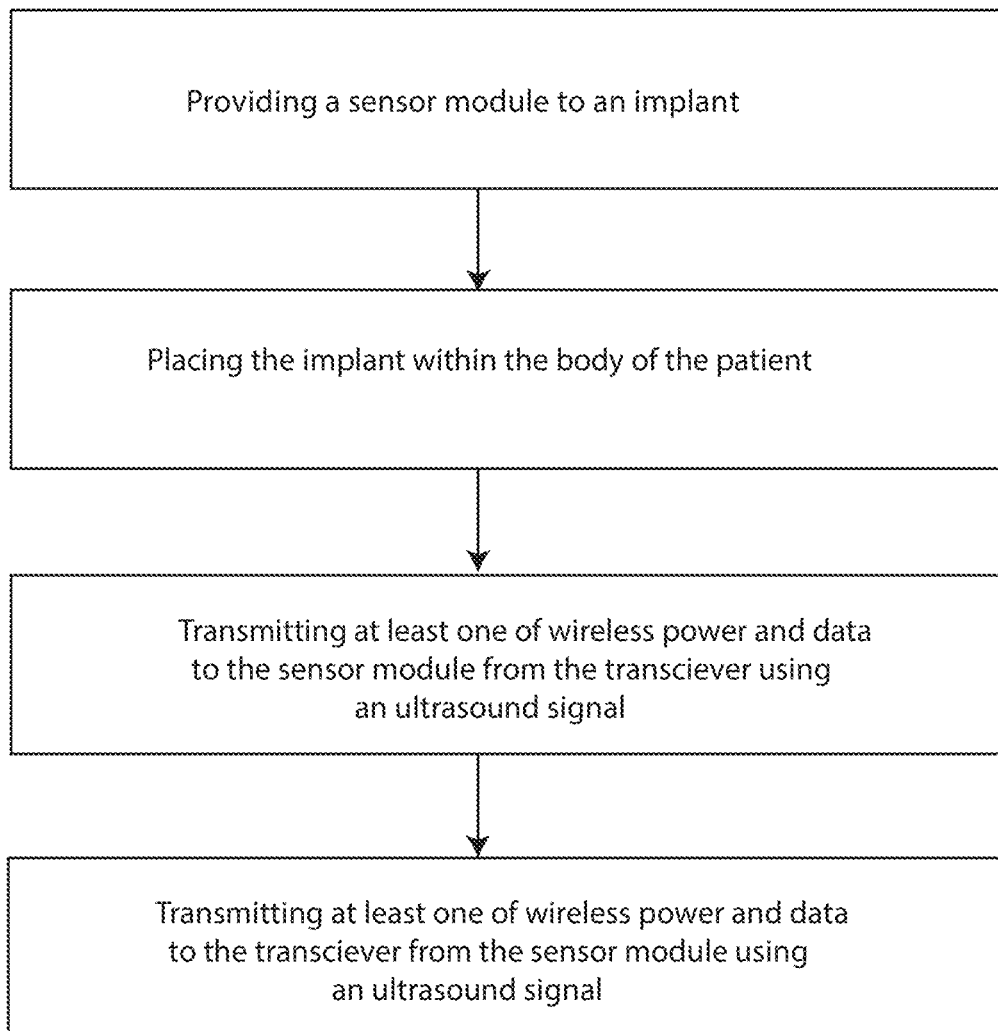 Providing a sensor module to an implant
Placing the implant within the body of the patient
Transmitting at least one of wireless power and data
to the sensor module from the transciever using
an ultrasound signal
Transmitting at least one of wireless power and data
to the transciever from the sensor module using
an ultrasound signal